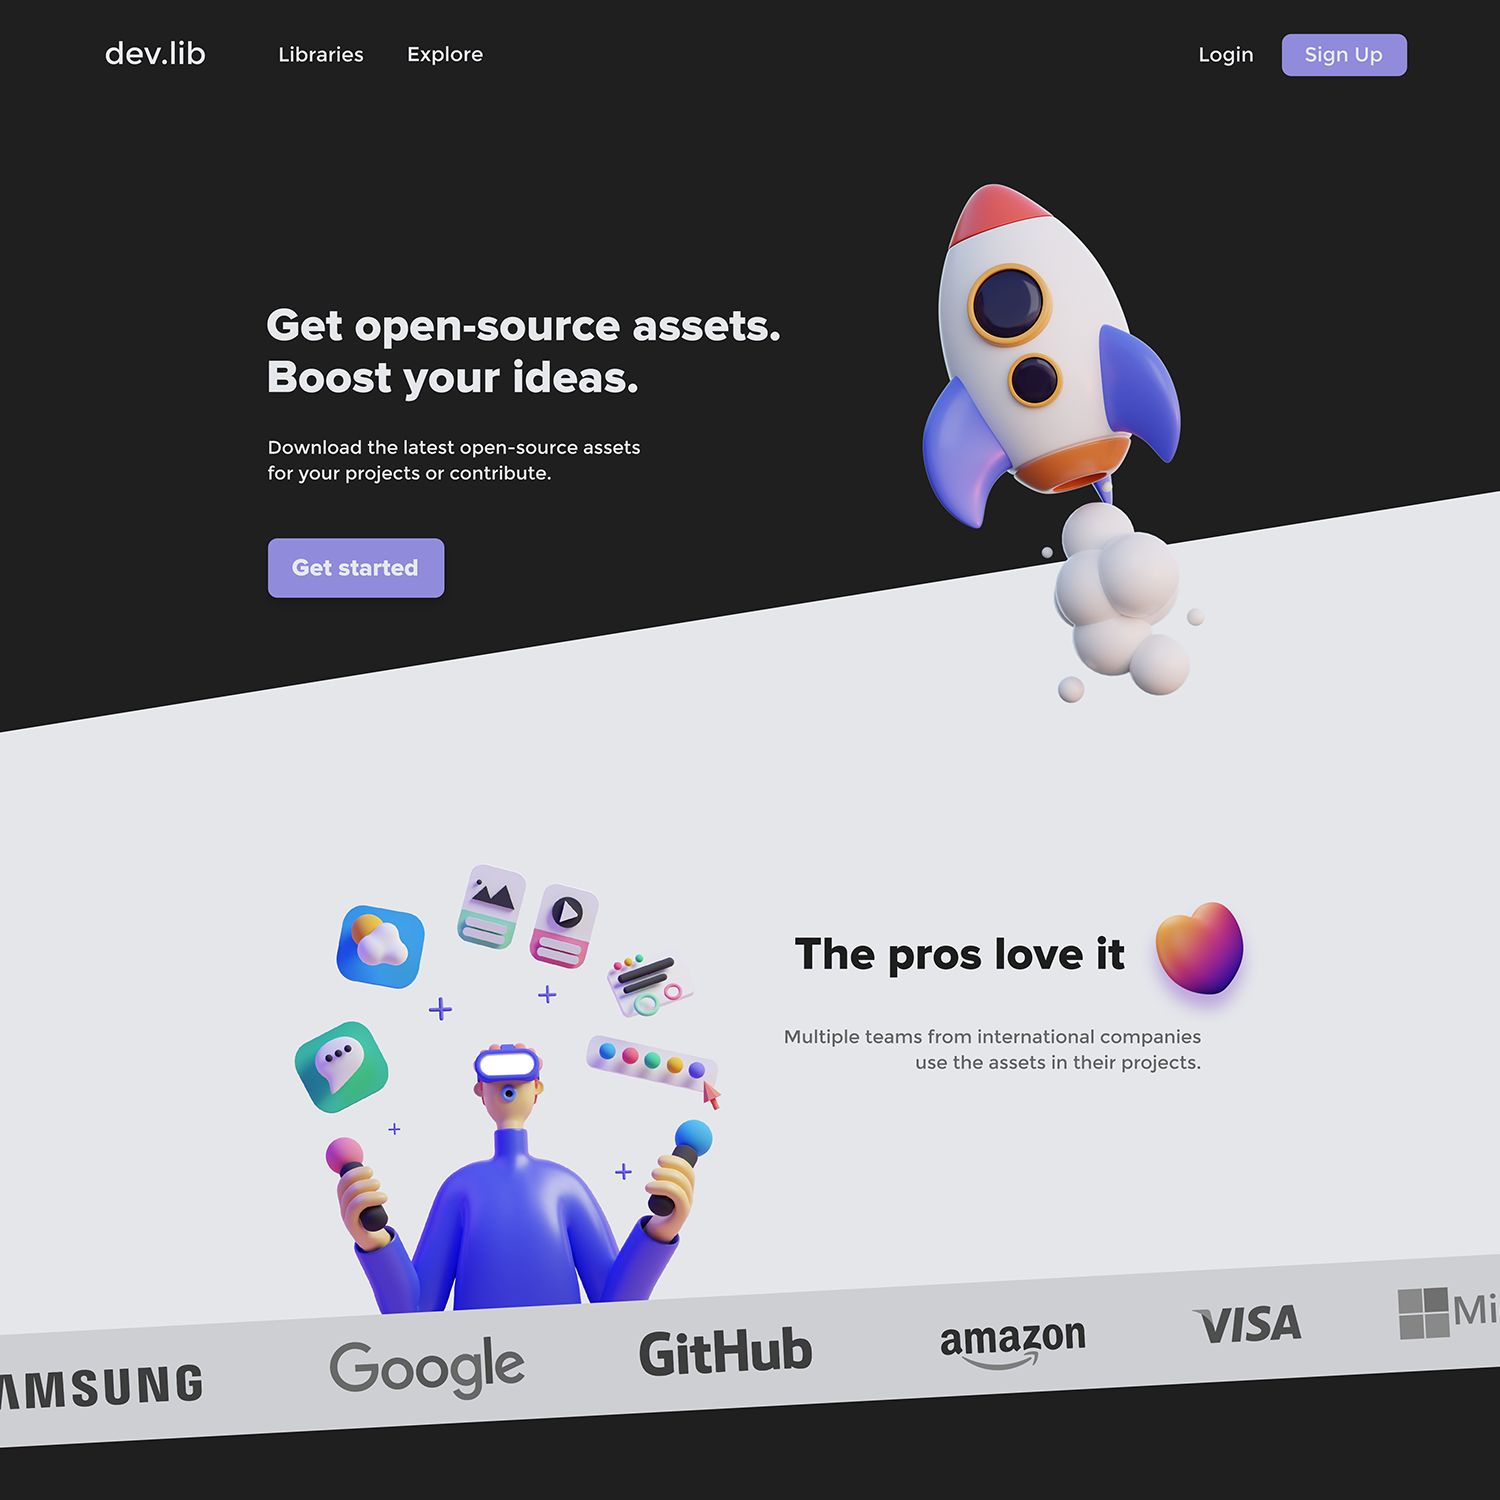 dev.lib
Libraries
Explore
Login
Sign Up
Get open-source assets.
Boost your ideas.
Download the latest open-source assets
for your projects or contribute.
Get started
The pros love it
Multiple teams from international companies
use the assets in their projects.
AMSUNG
Google
GitHub
amazon
VISA
Mi